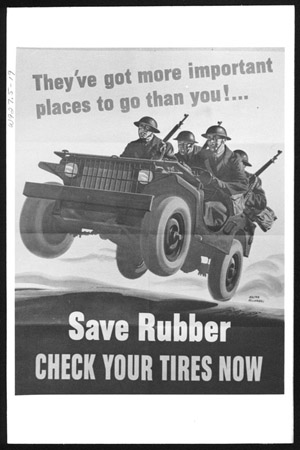 They've got more important
places to go than you!...
Save Rubber
CHECK YOUR TIRES NOW